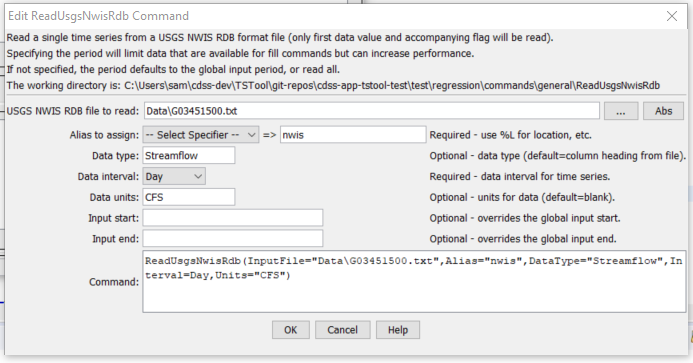 Edit ReadUsgsNwisRdb Command
Read a single time series from a USGS NWIS RDB format file (only first data value and accompanying flag will be read).
Specifying the period will limit data that are available for fill commands but can increase performance.
If not specified, the period defaults to the global input period, or read all.
The working directory is: C:\Users\sam\cdss-dev\TSTool\git-repos\cdss-app-tstool-test\test\regression\commands\general\ReadUsgsNwisRdb
USGS NWIS RDB file to read: Data\G03451500.txt ... Abs
Alias to assign: -- Select Specifier -- => nwis Required - use %L for location, etc.
Data type: Streamflow Optional - data type (default=column heading from file).
Data interval: Day Required - data interval for time series.
Data units: CFS Optional - units for data (default=blank).
Input start: Optional - overrides the global input start.
Input end: Optional - overrides the global input end.
Command: ReadUsgsNwisRdb(InputFile="Data\G03451500.txt",Alias="nwis",DataType="Streamflow",In
terval=Day,Units="CFS")
OK Cancel Help